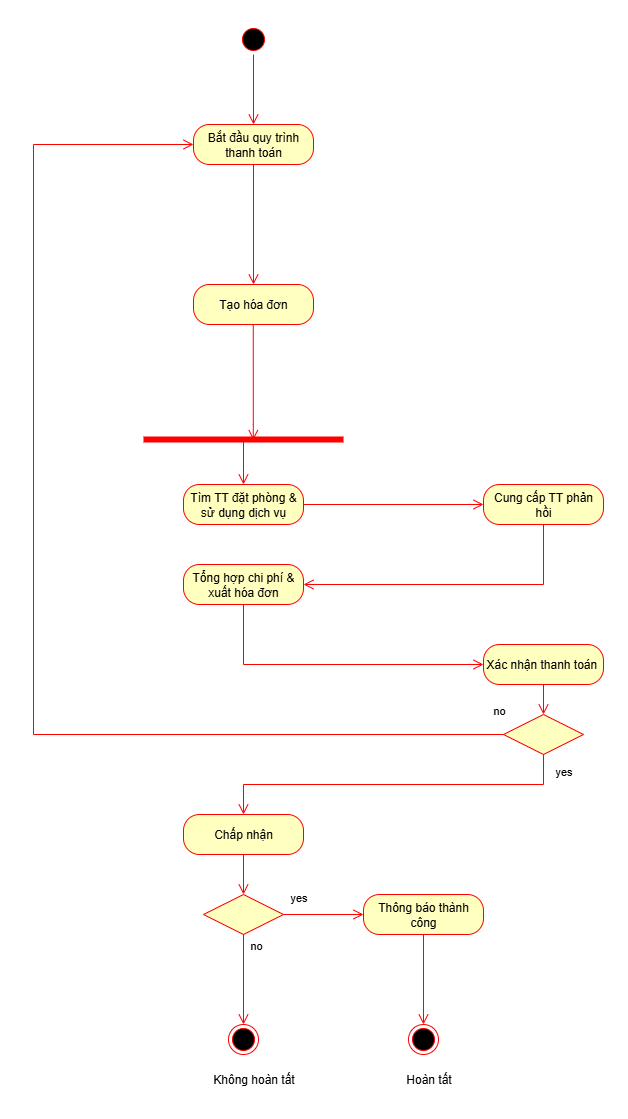 Bắt đầu quy trình
thanh toán
Tạo hóa đơn
Tìm TT đặt phòng &
sử dụng dịch vụ
Cung cấp TT phản
hồi
Tổng hợp chi phí &
xuất hóa đơn
Xác nhận thanh toán
no
yes
Chấp nhận
yes
Thông báo thành
công
no
Không hoàn tất
Hoàn tất